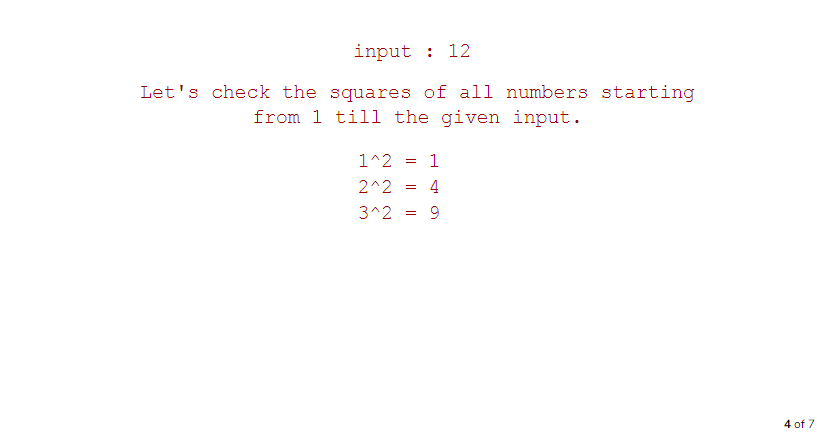 input : 12
Let's check the squares of all numbers starting
from 1 till the given input.
1^2 = 1
2^2 = 4
3^2 = 9
4 of 7